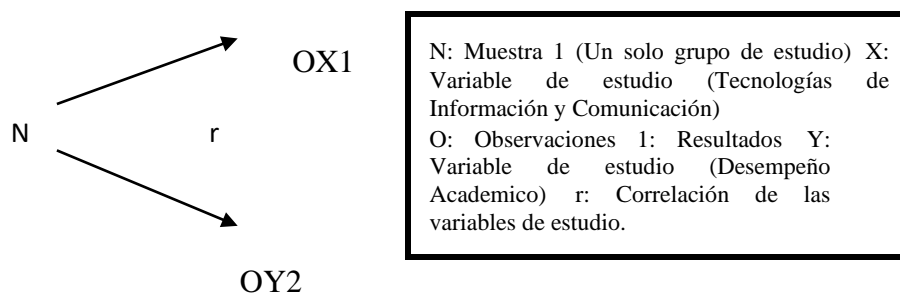 OX1
N
r
OY2
N: Muestra 1 (Un solo grupo de estudio) X:
Variable de estudio (Tecnologías de
Información y Comunicación)
O: Observaciones 1: Resultados Y:
Variable de estudio (Desempeño
Academico) r: Correlación de las
variables de estudio.